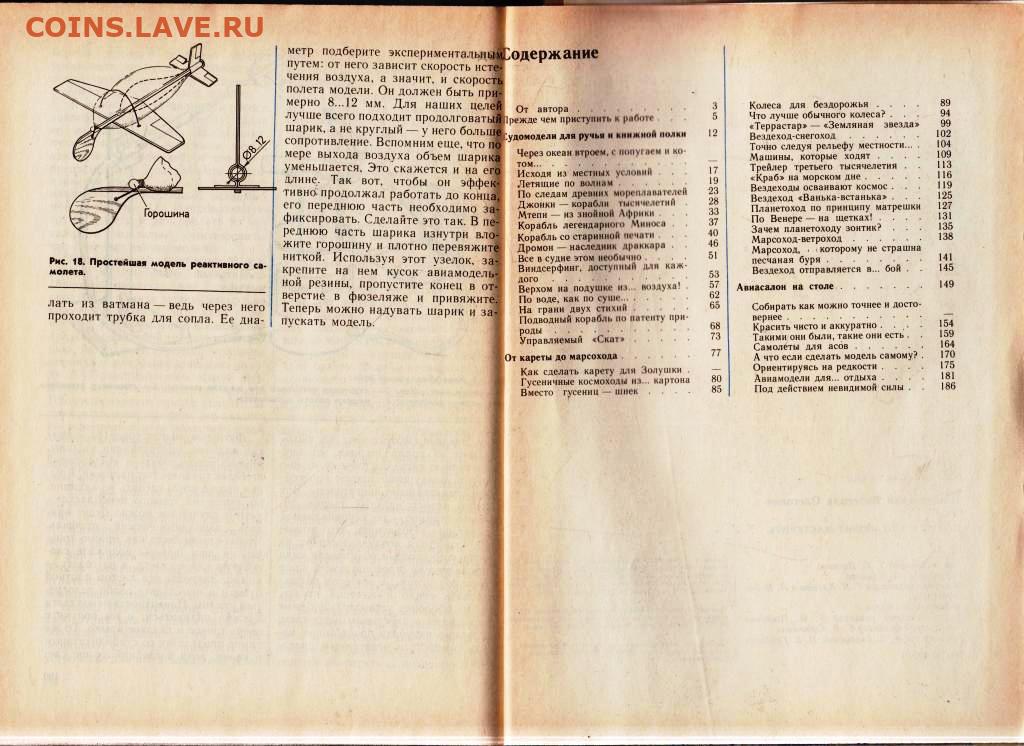 COINS.LAVE.RU
Ø8.12
Горошина
Рис. 18. Простейшая модель реактивного са-
молета.
лать из ватмана — ведь через него
проходит трубка для сопла. Ее диа-
метр подберите экспериментальным
путем: от него зависит скорость исте-
чения воздуха, а значит, и скорость
полета модели. Он должен быть при-
мерно 8...12 мм. Для наших целей
лучше всего подходит продолговатый
шарик, а не круглый — у него больше
сопротивление. Вспомним еще, что по
мере выхода воздуха объем шарика
уменьшается. Это скажется и на его
длине. Так вот, чтобы он эффек-
тивно продолжал работать до конца,
его переднюю часть необходимо за-
фиксировать. Сделайте это так. В пе-
реднюю часть шарика изнутри вло-
жите горошину и плотно перевяжите
ниткой. Используя этот узелок, за-
крепите на нем кусок авиамодель-
ной резины, пропустите конец в от-
верстие в фюзеляже и привяжите.
Теперь можно надувать шарик и за-
пускать модель.
Содержание
От автора . . . . . . . . . 3
Прежде чем приступить к работе . . . . 5
Судомодели для ручья и книжной полки 12
Через океан втроем, с попугаем и ко-
том... . . . . . . . . . —
Исходя из местных условий . . . . 17
Летящие по волнам . . . . . . 19
По следам древних мореплавателей 23
Джонки — корабли тысячелетий . 28
Мтепи — из знойной Африки . . . 33
Корабль легендарного Миноса . . 37
Корабль со старинной печати . . . 40
Дромон — наследник драккара . . 46
Все в судне этом необычно . . . . 51
Виндсерфинг, доступный для каж-
дого . . . . . . . . . . 53
Верхом на подушке из... воздуха! . 57
По воде, как по суше... . . . . . 62
На грани двух стихий . . . . . 65
Подводный корабль по патенту при-
роды . . . . . . . . . . 68
Управляемый «Скат» . . . . . 73
От кареты до марсохода . . . . . . 77
Как сделать карету для Золушки . —
Гусеничные космоходы из... картона 80
Вместо гусениц — шнек . . . . . 85
Колеса для бездорожья . . . . 89
Что лучше обычного колеса? . . . 94
«Террастар» — «Земляная звезда» 99
Вездеход-снегоход . . . . . . 102
Точно следуя рельефу местности... . 104
Машины, которые ходят . . . . 109
Трейлер третьего тысячелетия . . 113
«Краб» на морском дне . . . . . 116
Вездеходы осваивают космос . . . 119
Вездеход «Ванька-встанька» . . . 125
Планетоход по принципу матрешки 127
По Венере — на щетках! . . . . 131
Зачем планетоходу зонтик? . . . 135
Марсоход-ветроход . . . . . . 138
Марсоход, которому не страшна
песчаная буря . . . . . . . 141
Вездеход отправляется в... бой . . 145
Авиасалон на столе . . . . . . . 149
Собирать как можно точнее и досто-
вернее . . . . . . . . . —
Красить чисто и аккуратно . . . . 154
Такими они были, такие они есть . . 159
Самолеты для асов . . . . . . 164
А что если сделать модель самому? . 170
Ориентируясь на редкости . . . . 175
Авиамодели для... отдыха . . . . 181
Под действием невидимой силы . . 186